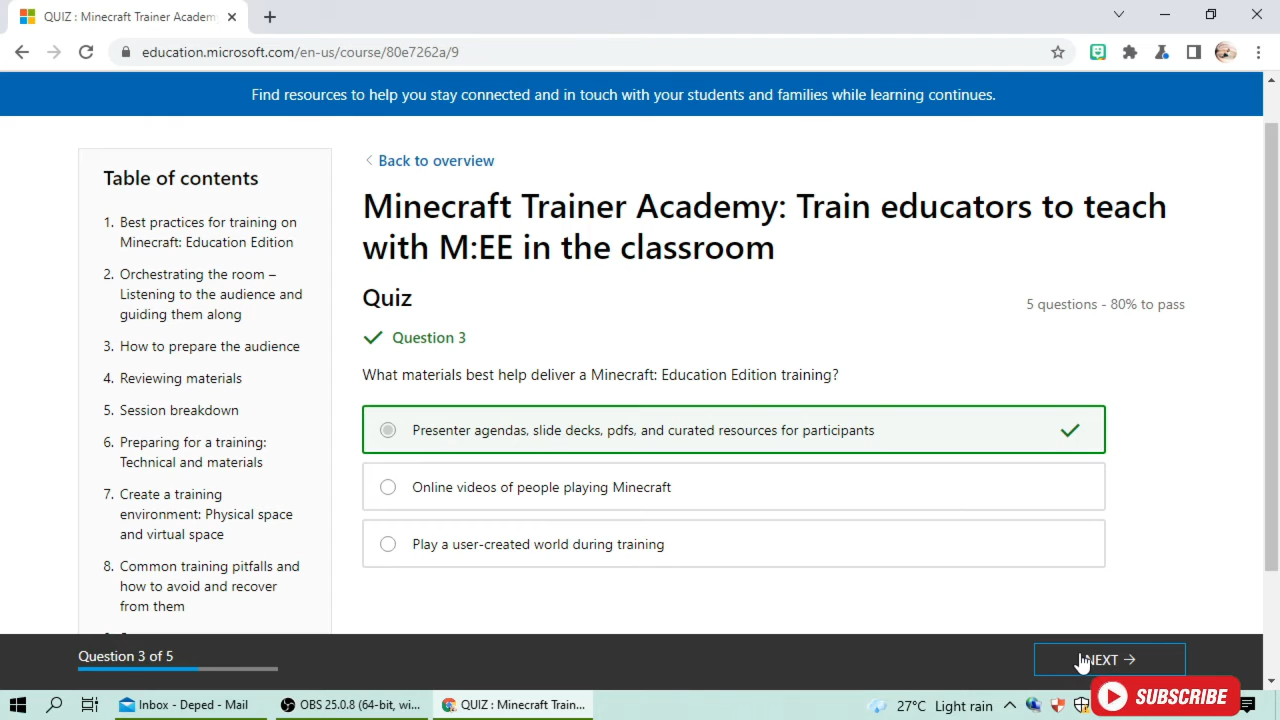 QUIZ : Minecraft Trainer Academ
education.microsoft.com/en-us/course/80e7262a/9
Find resources to help you stay connected and in touch with your students and families while learning continues.
Table of contents
1. Best practices for training on
Minecraft: Education Edition
2. Orchestrating the room –
Listening to the audience and
guiding them along
3. How to prepare the audience
4. Reviewing materials
5. Session breakdown
6. Preparing for a training:
Technical and materials
7. Create a training
environment: Physical space
and virtual space
8. Common training pitfalls and
how to avoid and recover
from them
Back to overview
Minecraft Trainer Academy: Train educators to teach
with M:EE in the classroom
Quiz
5 questions - 80% to pass
Question 3
What materials best help deliver a Minecraft: Education Edition training?
Presenter agendas, slide decks, pdfs, and curated resources for participants
Online videos of people playing Minecraft
Play a user-created world during training
Question 3 of 5
NEXT →
Inbox - Deped - Mail
OBS 25.0.8 (64-bit, wi...
QUIZ : Minecraft Train...
27°C Light rain
SUBSCRIBE